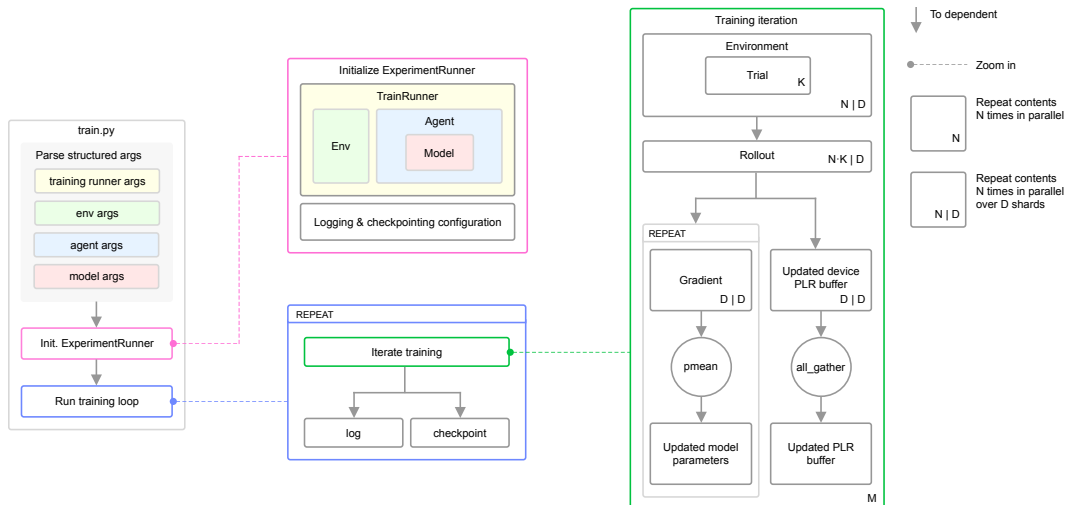 train.py
Parse structured args
training runner args
env args
agent args
model args
Init. ExperimentRunner
Run training loop
Initialize ExperimentRunner
TrainRunner
Env
Agent
Model
Logging & checkpointing configuration
REPEAT
Iterate training
log
checkpoint
Training iteration
Environment
Trial
K
N | D
Rollout
N·K | D
REPEAT
Gradient
D | D
pmean
Updated model
parameters
Updated device
PLR buffer
D | D
all_gather
Updated PLR
buffer
M
To dependent
Zoom in
N
Repeat contents
N times in parallel
N | D
Repeat contents
N times in parallel
over D shards